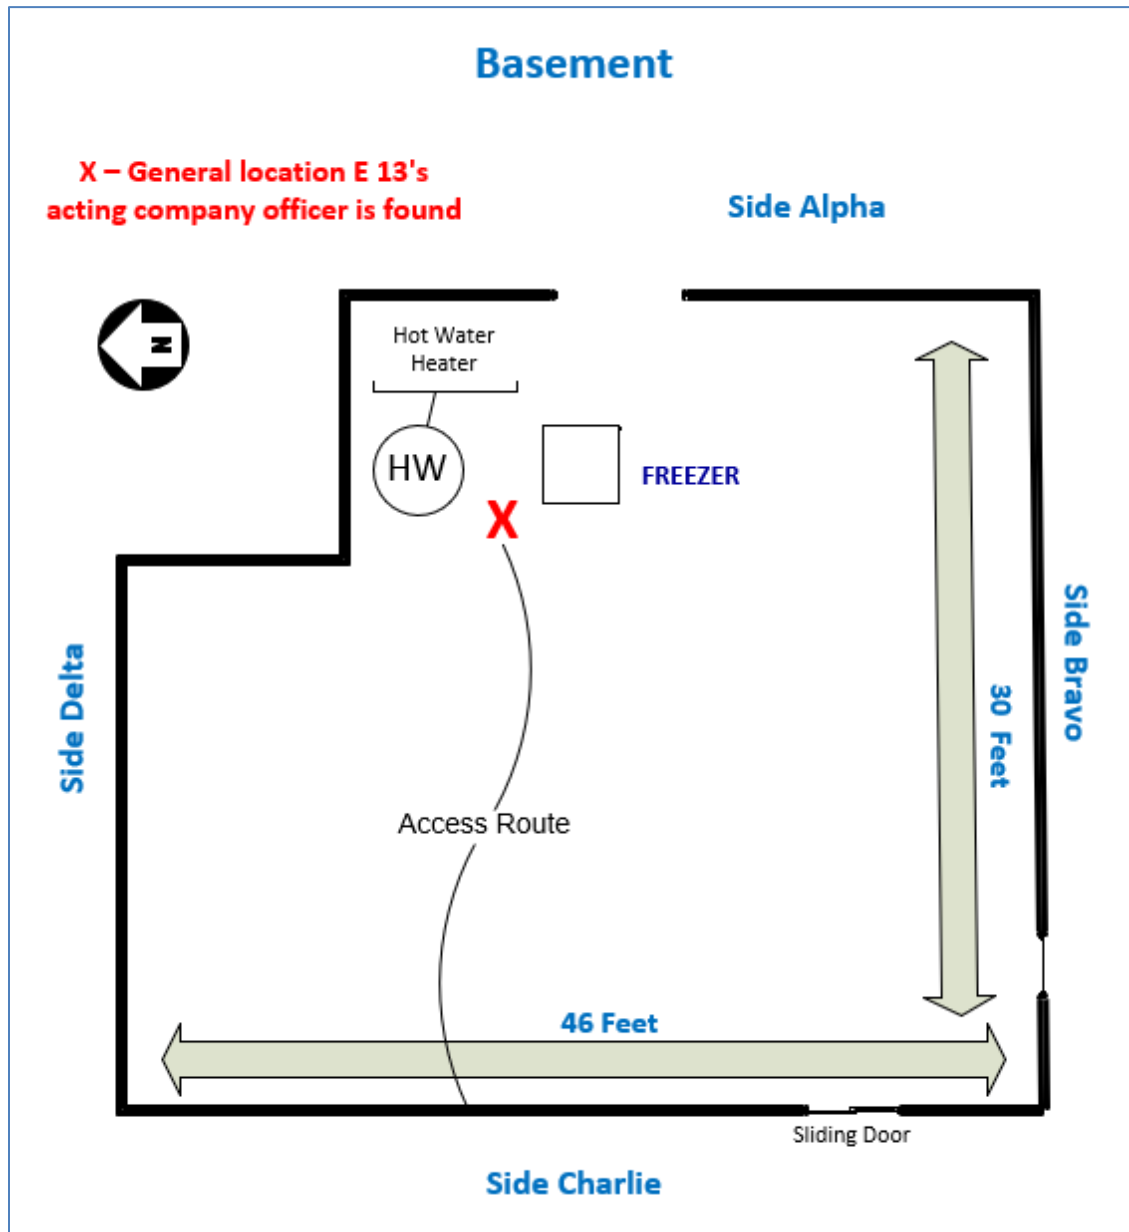 Basement
X – General location E 13's
acting company officer is found
Side Alpha
N
Hot Water
Heater
HW
FREEZER
X
Side Delta
Side Bravo
30 Feet
Access Route
46 Feet
Sliding Door
Side Charlie